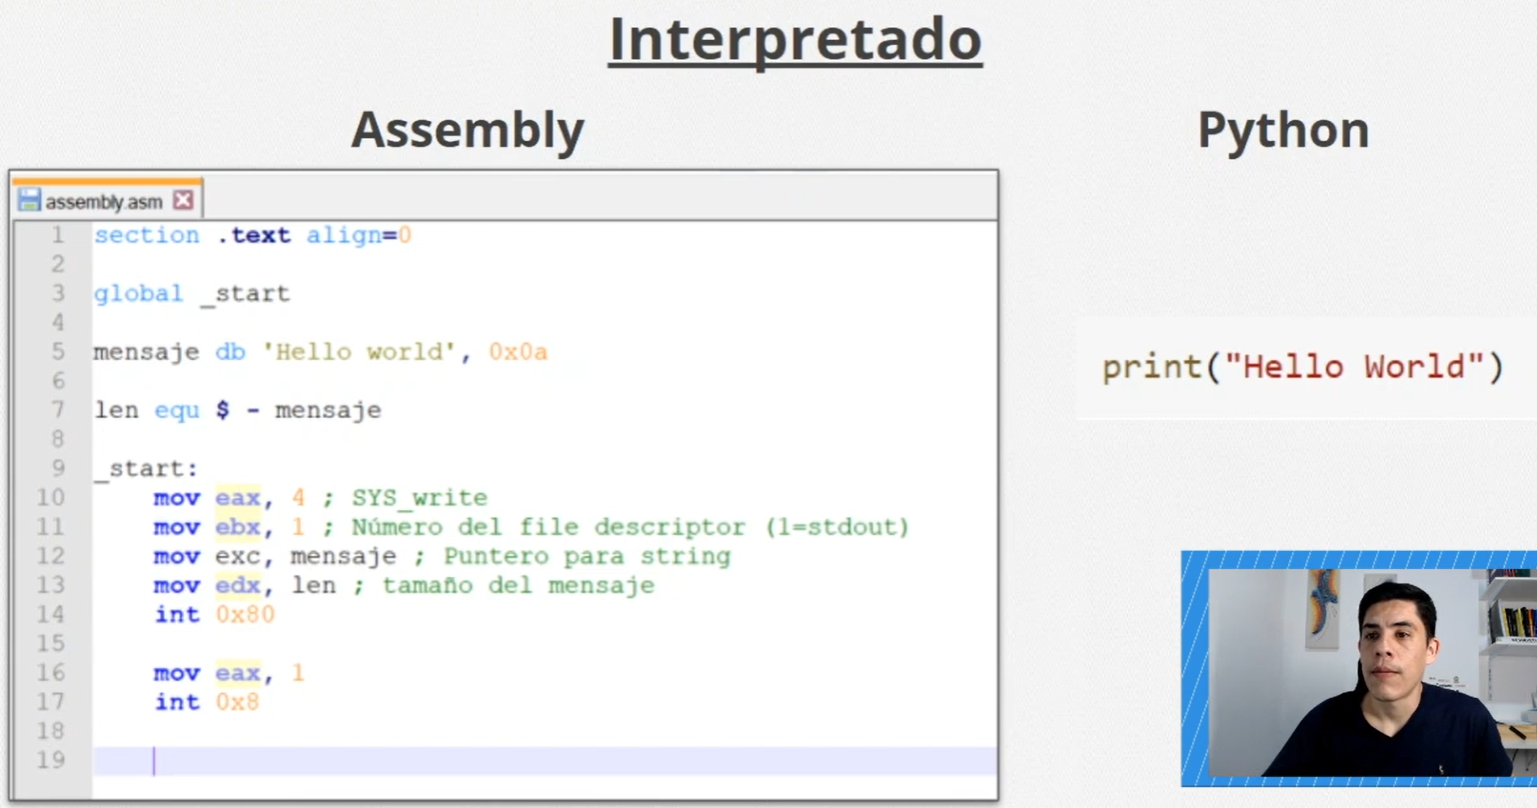 Interpretado
Assembly
Python
assembly.asm
1 section .text align=0
2
3 global _start
4
5 mensaje db 'Hello world', 0x0a
6
7 len equ $ - mensaje
8
9 _start:
10 mov eax, 4 ; SYS_write
11 mov ebx, 1 ; Número del file descriptor (1=stdout)
12 mov exc, mensaje ; Puntero para string
13 mov edx, len ; tamaño del mensaje
14 int 0x80
15
16 mov eax, 1
17 int 0x8
18
19
print("Hello World")